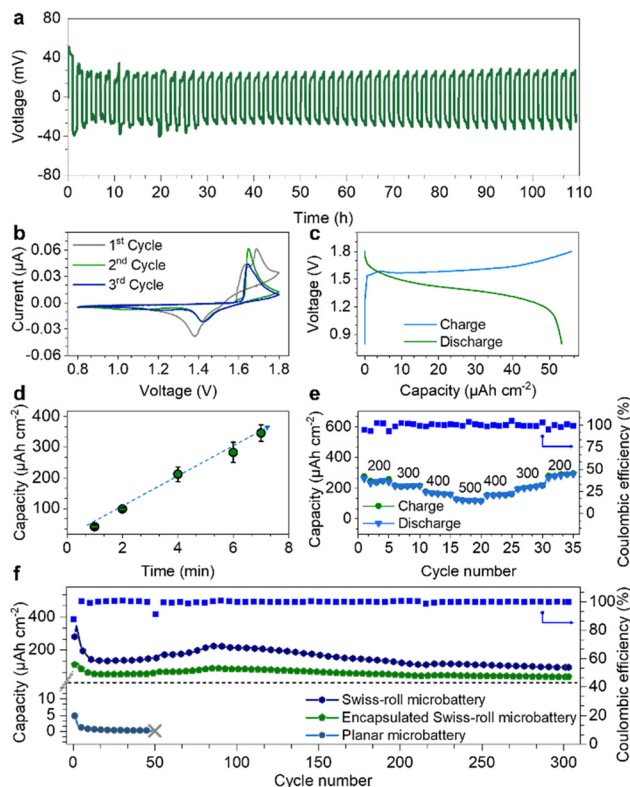 a
80
40
0
-40
-80
Votlage (mV)
0 10 20 30 40 50 60 70 80 90 100 110
Time (h)
b
1st Cycle
2nd Cycle
3rd Cycle
0.06
0.03
0.00
-0.03
-0.06
Current (µA)
0.8 1.0 1.2 1.4 1.6 1.8
Voltage (V)
c
1.8
1.5
1.2
0.9
Voltage (V)
Charge
Discharge
0 10 20 30 40 50
Capacity (µAh cm-2)
d
400
300
200
100
Capacity (µAh cm-2)
0 2 4 6 8
Time (min)
e
600
400
200
0
Capacity (µAh cm-2)
200 300 400 500 400 300 200
Charge
Discharge
100
75
50
25
0
Coulombic efficiency (%)
0 5 10 15 20 25 30 35
Cycle number
f
400
200
10
5
0
Capacity (µAh cm-2)
Swiss-roll microbattery
Encapsulated Swiss-roll microbattery
Planar microbattery
100
80
60
40
20
0
Coulombic efficiency (%)
0 50 100 150 200 250 300
Cycle number